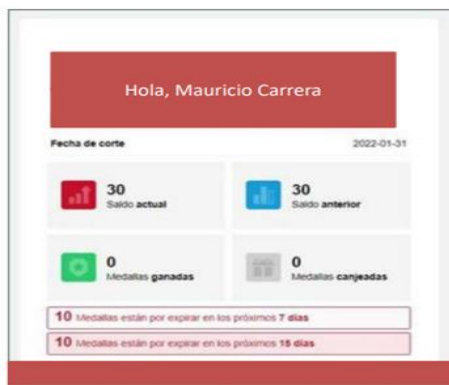 Hola, Mauricio Carrera
Fecha de corte 2022-01-31
30 30
Saldo actual Saldo anterior
0 0
Medallas ganadas Medallas canjeadas
10 Medallas están por expirar en los próximos 7 días
10 Medallas están por expirar en los próximos 15 días